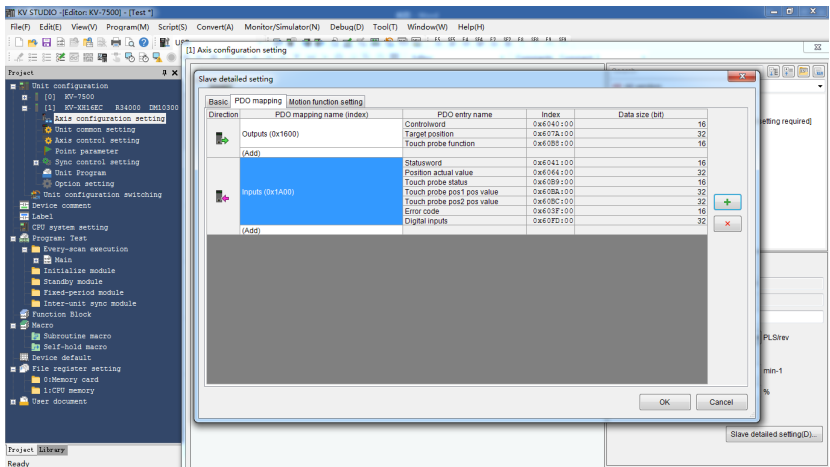 KV STUDIO -[Editor: KV-7500] - [Test *]
File(F) Edit(E) View(V) Program(M) Script(S) Convert(A) Monitor/Simulator(N) Debug(D) Tool(T) Window(W) Help(H)
[1] Axis configuration setting
Project
Unit configuration
[0] KV-7500
[1] KV-XH16EC R34000 DM10300
Axis configuration setting
Unit common setting
Axis control setting
Point parameter
Sync control setting
Unit Program
Option setting
Unit configuration switching
Device comment
Label
CPU system setting
Program: Test
Every-scan execution
Main
Initialize module
Standby module
Fixed-period module
Inter-unit sync module
Function Block
Macro
Subroutine macro
Self-hold macro
Device default
File register setting
0:Memory card
1:CPU memory
User document
Project Library
Ready
Slave detailed setting
Basic PDO mapping Motion function setting
Direction PDO mapping name (index) PDO entry name Index Data size (bit)
Outputs (0x1600)
Controlword 0x6040:00 16
Target position 0x607A:00 32
Touch probe function 0x60B8:00 16
(Add)
Inputs (0x1A00)
Statusword 0x6041:00 16
Position actual value 0x6064:00 32
Touch probe status 0x60B9:00 16
Touch probe pos1 pos value 0x60BA:00 32
Touch probe pos2 pos value 0x60BC:00 32
Error code 0x603F:00 16
Digital inputs 0x60FD:00 32
(Add)
OK Cancel
etting required]
PLS/rev
min-1
%
Slave detailed setting(D)...